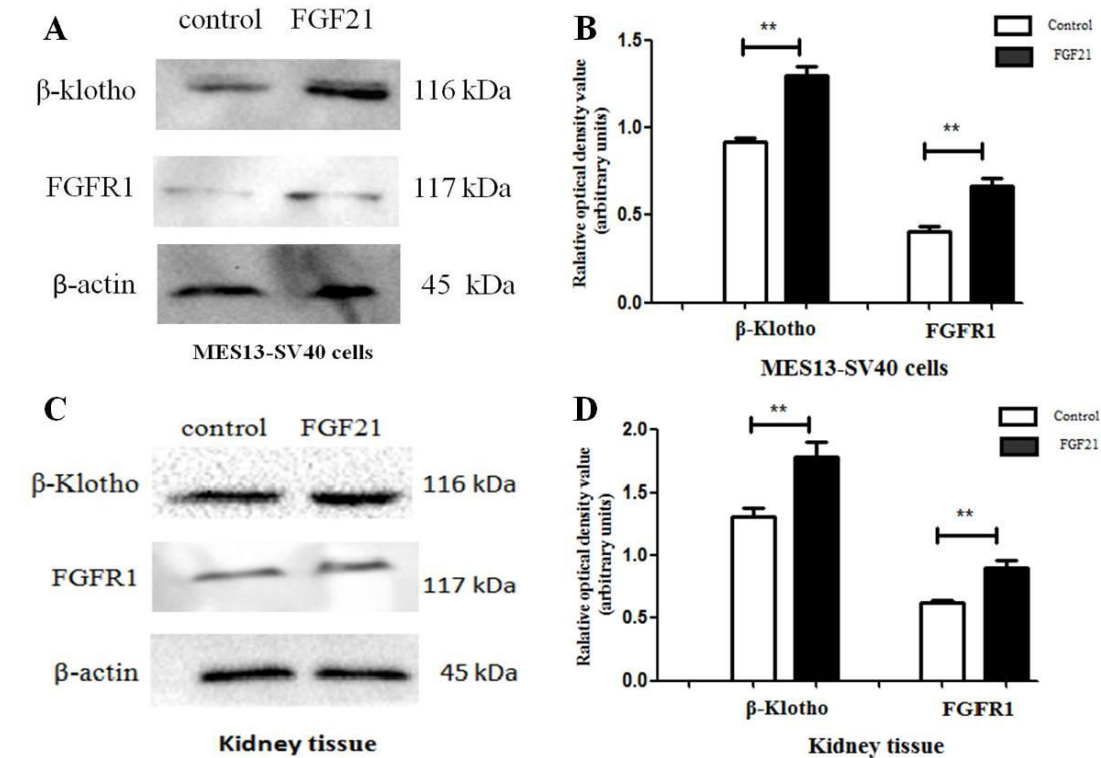 A
control FGF21
β-klotho 116 kDa
FGFR1 117 kDa
β-actin 45 kDa
MES13-SV40 cells
B
Control
FGF21
Ralative optical density value
(arbitrary units)
1.5
1.0
0.5
0.0
**
**
β-Klotho FGFR1
MES13-SV40 cells
C
control FGF21
β-Klotho 116 kDa
FGFR1 117 kDa
β-actin 45 kDa
Kidney tissue
D
Control
FGF21
Ralative optical density value
(arbitrary units)
2.0
1.5
1.0
0.5
0.0
**
**
β-Klotho FGFR1
Kidney tissue